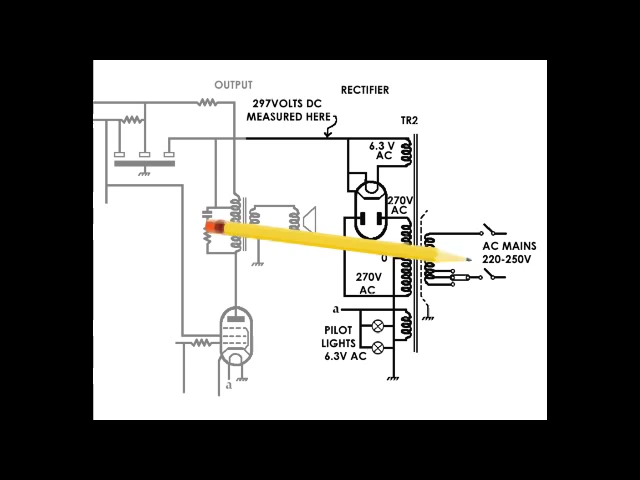 OUTPUT
RECTIFIER
297VOLTS DC
MEASURED HERE
TR2
6.3 V
AC
270V
AC
AC MAINS
220-250V
0
270V
AC
a
PILOT
LIGHTS
6.3V AC
a